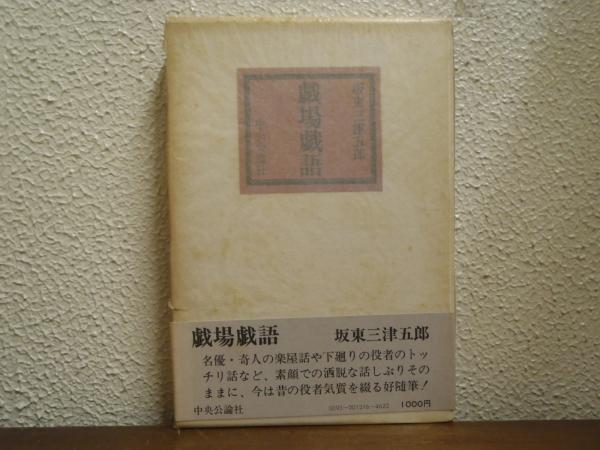 坂東三津五郎
戯場戯語
中央公論社
戯場戯語 坂東三津五郎
名優・奇人の楽屋話や下廻りの役者のトッ
チリ話など、素顔での洒脱な話しぶりその
ままに、今は昔の役者気質を綴る好随筆!
中央公論社 0095-001216-4622 1000円